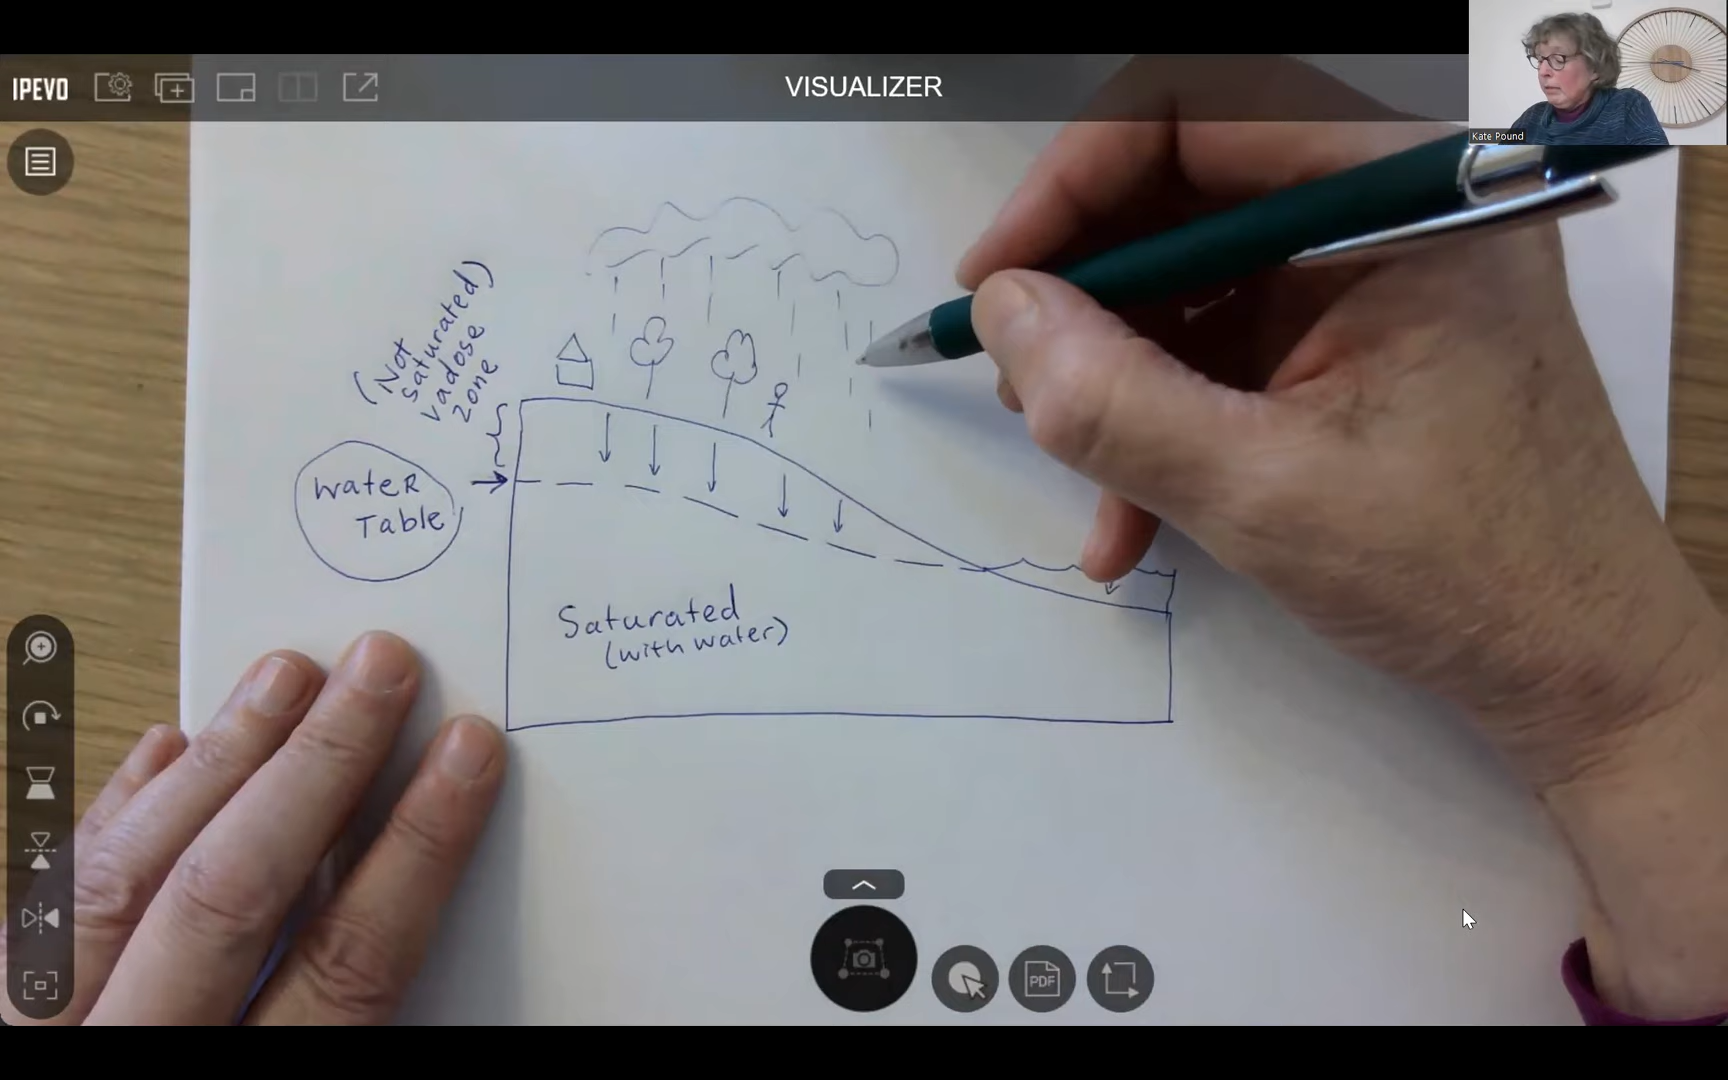 IPEVO
VISUALIZER
Kate Pound
(Not
saturated)
vadose
zone
Water
Table
Saturated
(with water)
PDF